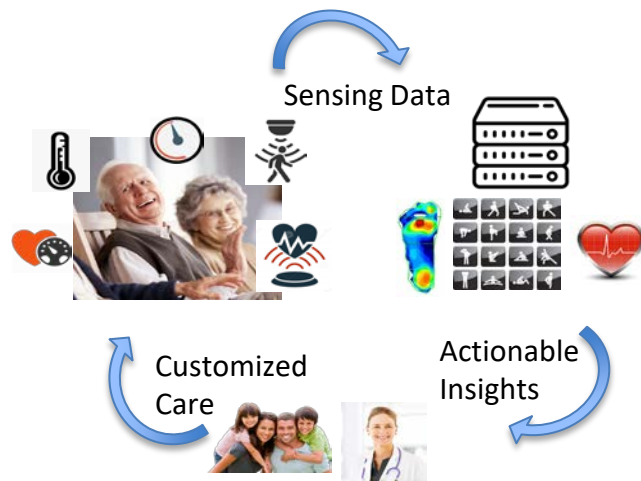 Sensing Data
Actionable
Insights
Customized
Care